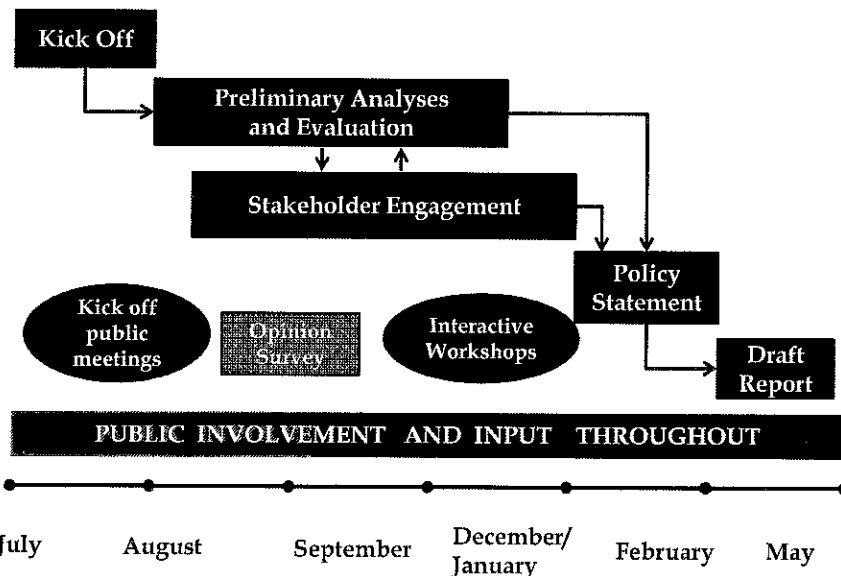 Kick Off
Preliminary Analyses
and Evaluation
Stakeholder Engagement
Policy
Statement
Kick off
public
meetings
Opinion
Survey
Interactive
Workshops
Draft
Report
PUBLIC INVOLVEMENT AND INPUT THROUGHOUT
July
August
September
December/
January
February
May